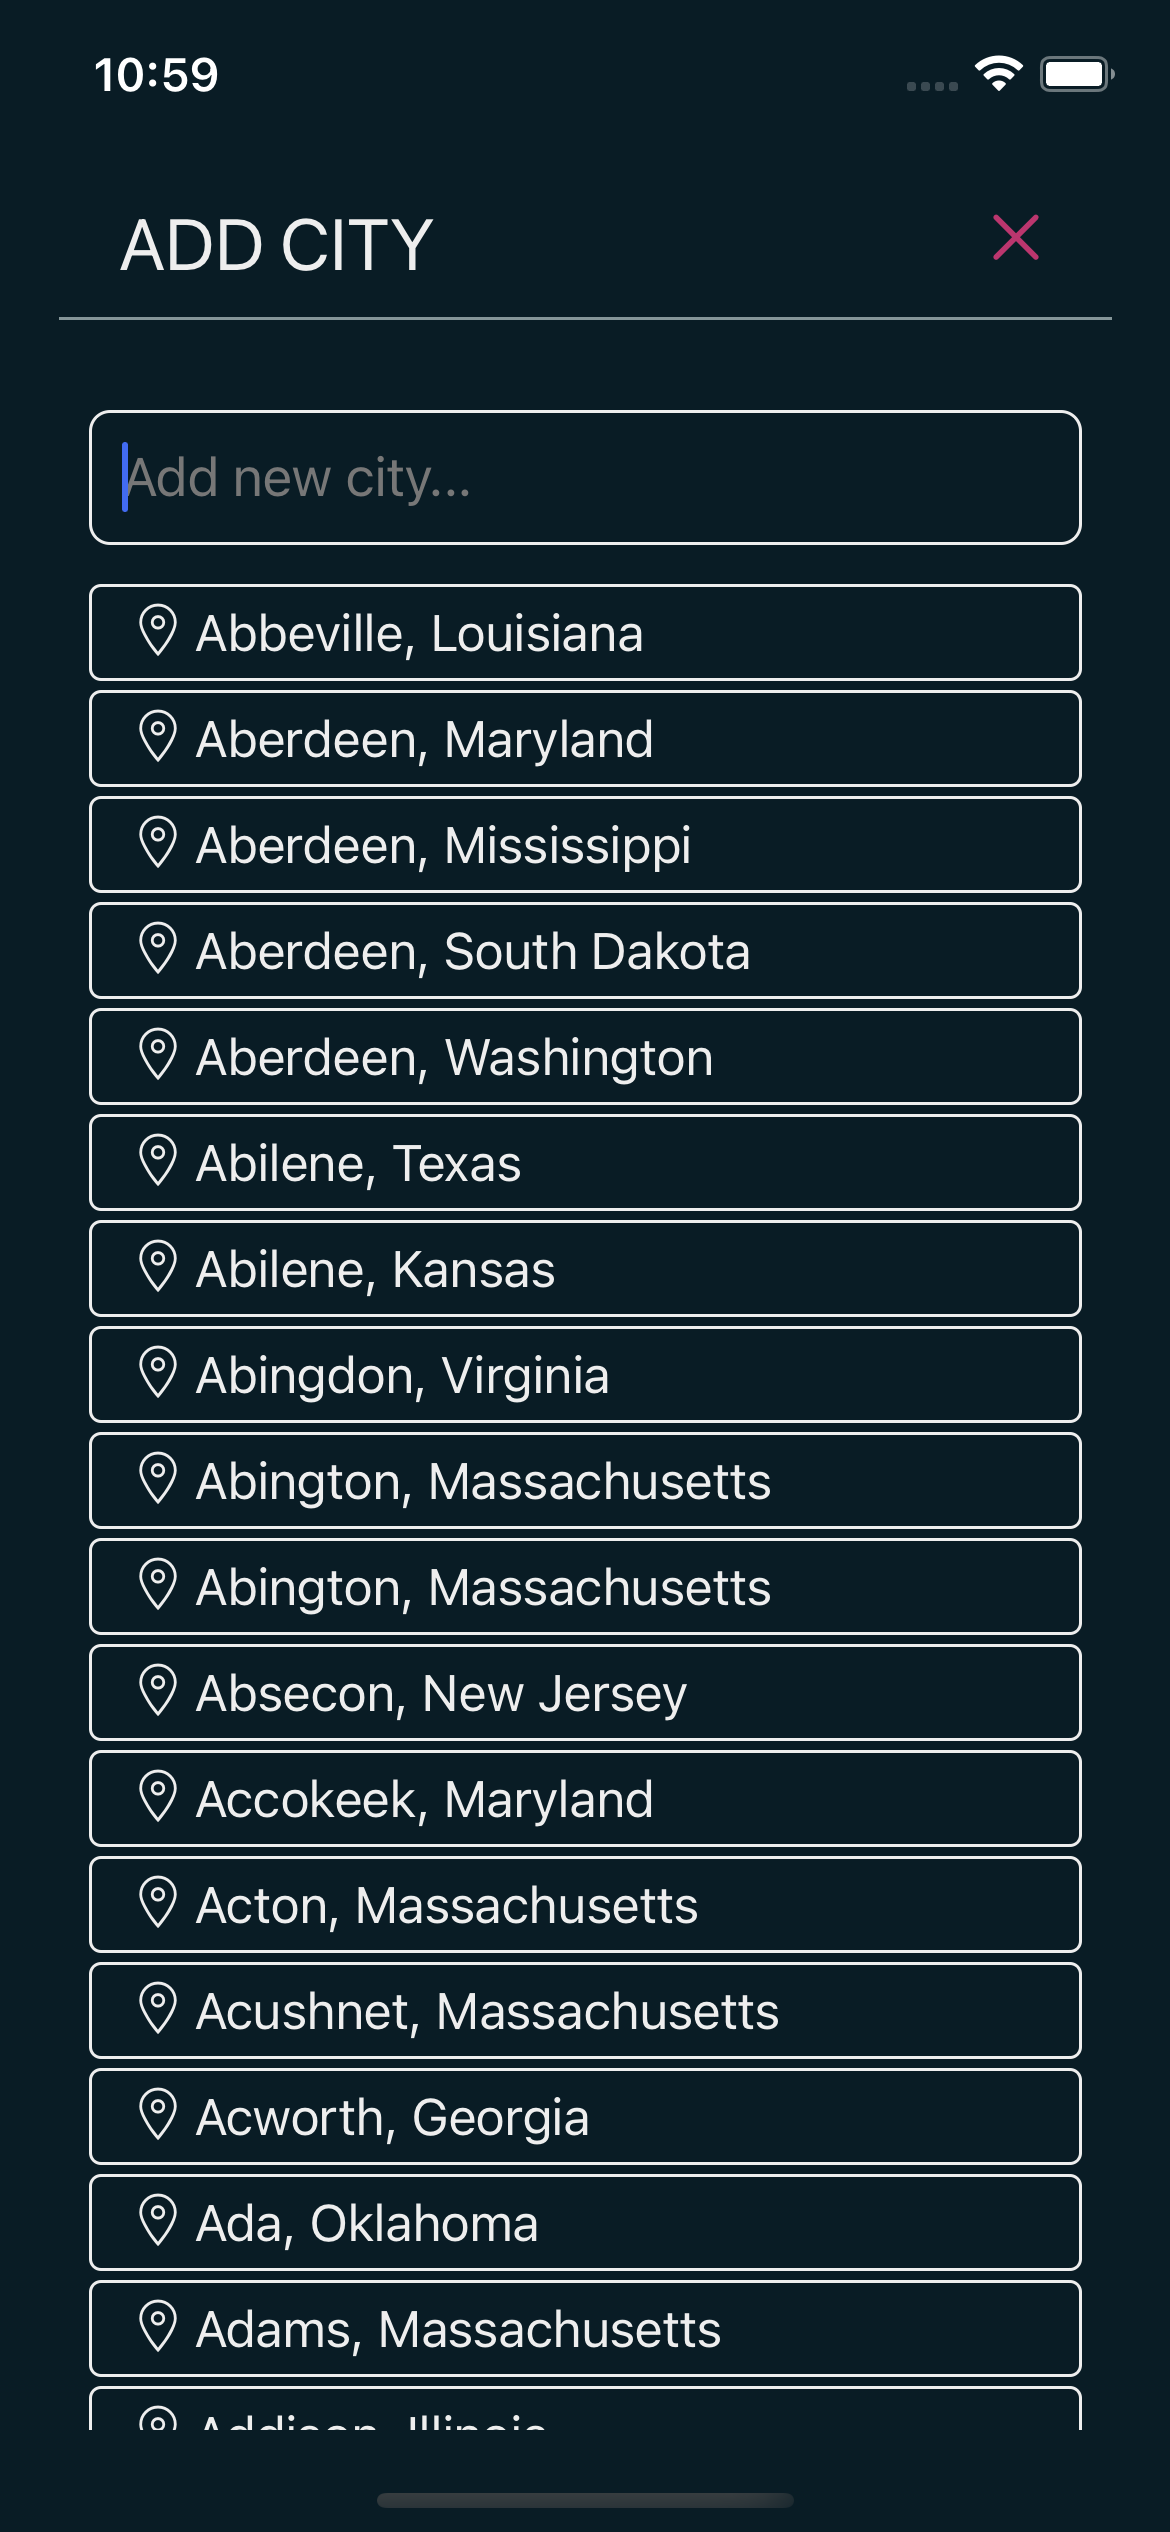 10:59
ADD CITY
Add new city...
Abbeville, Louisiana
Aberdeen, Maryland
Aberdeen, Mississippi
Aberdeen, South Dakota
Aberdeen, Washington
Abilene, Texas
Abilene, Kansas
Abingdon, Virginia
Abington, Massachusetts
Abington, Massachusetts
Absecon, New Jersey
Accokeek, Maryland
Acton, Massachusetts
Acushnet, Massachusetts
Acworth, Georgia
Ada, Oklahoma
Adams, Massachusetts
Addison, Illinois